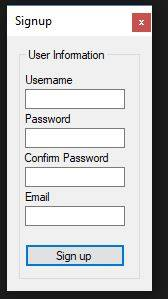 Signup
x
User Information
Username
Password
Confirm Password
Email
Sign up